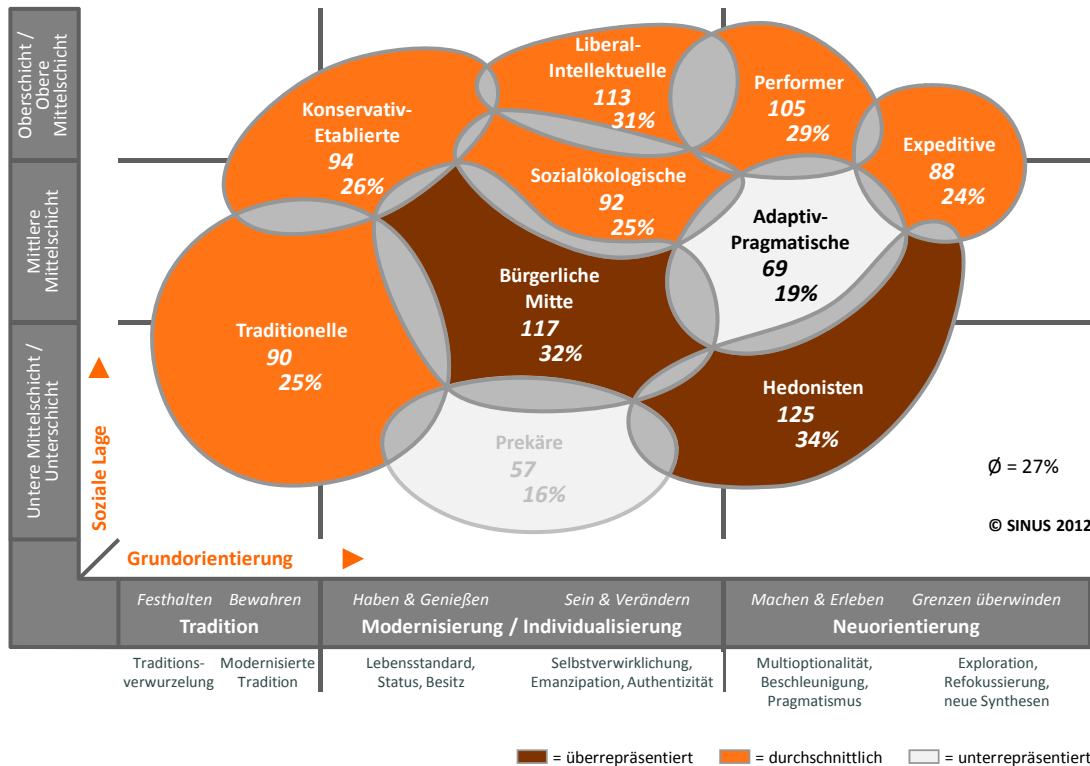 Oberschicht /
Obere
Mittelschicht
Mittlere
Mittelschicht
Untere Mittelschicht /
Unterschicht
Soziale Lage
Konservativ-
Etablierte
94
26%
Liberal-
Intellektuelle
113
31%
Performer
105
29%
Expeditive
88
24%
Sozialökologische
92
25%
Adaptiv-
Pragmatische
69
19%
Bürgerliche
Mitte
117
32%
Traditionelle
90
25%
Hedonisten
125
34%
Prekäre
57
16%
Ø = 27%
© SINUS 2012
Grundorientierung
Festhalten Bewahren
Tradition
Haben & Genießen Sein & Verändern
Modernisierung / Individualisierung
Machen & Erleben Grenzen überwinden
Neuorientierung
Traditions-
verwurzelung
Modernisierte
Tradition
Lebensstandard,
Status, Besitz
Selbstverwirklichung,
Emanzipation, Authentizität
Multioptionalität,
Beschleunigung,
Pragmatismus
Exploration,
Refokussierung,
neue Synthesen
= überrepräsentiert = durchschnittlich = unterrepräsentiert